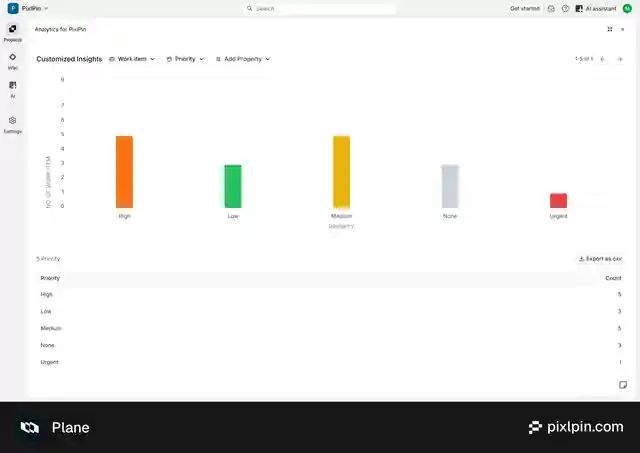 P PixlPin Search Get started AI assistant M
Projects
Analytics for PixlPin
Wiki
Customized Insights Work item Priority Add Property 1-5 of 5
AI
Settings
NO OF WORK ITEM
6
5
4
3
2
1
0
High Low Medium None Urgent
PRIORITY
5 Priority Export as csv
Priority Count
High 5
Low 3
Medium 5
None 3
Urgent 1
Plane pixlpin.com